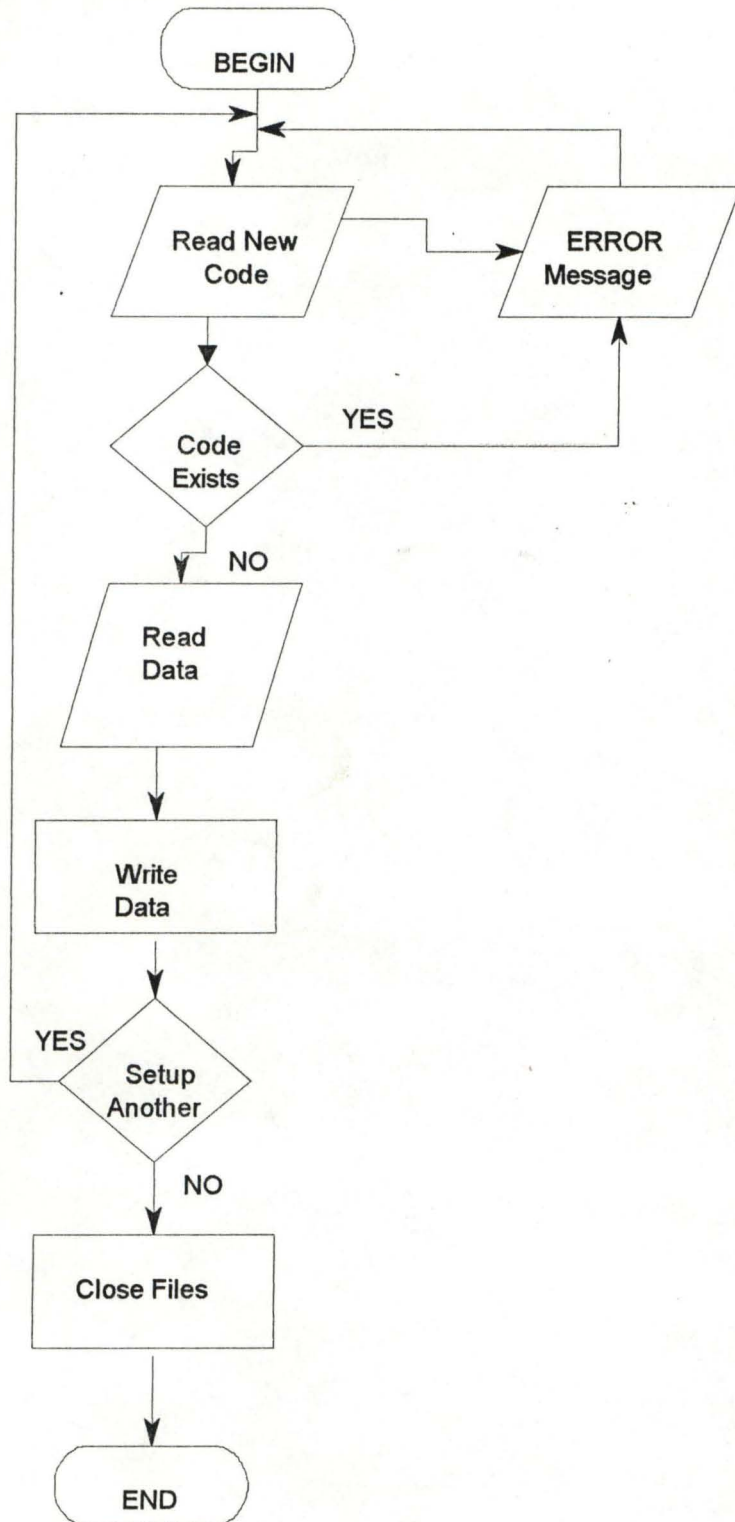 BEGIN
Read New
Code
ERROR
Message
YES
Code
Exists
NO
Read
Data
Write
Data
YES
Setup
Another
NO
Close Files
END